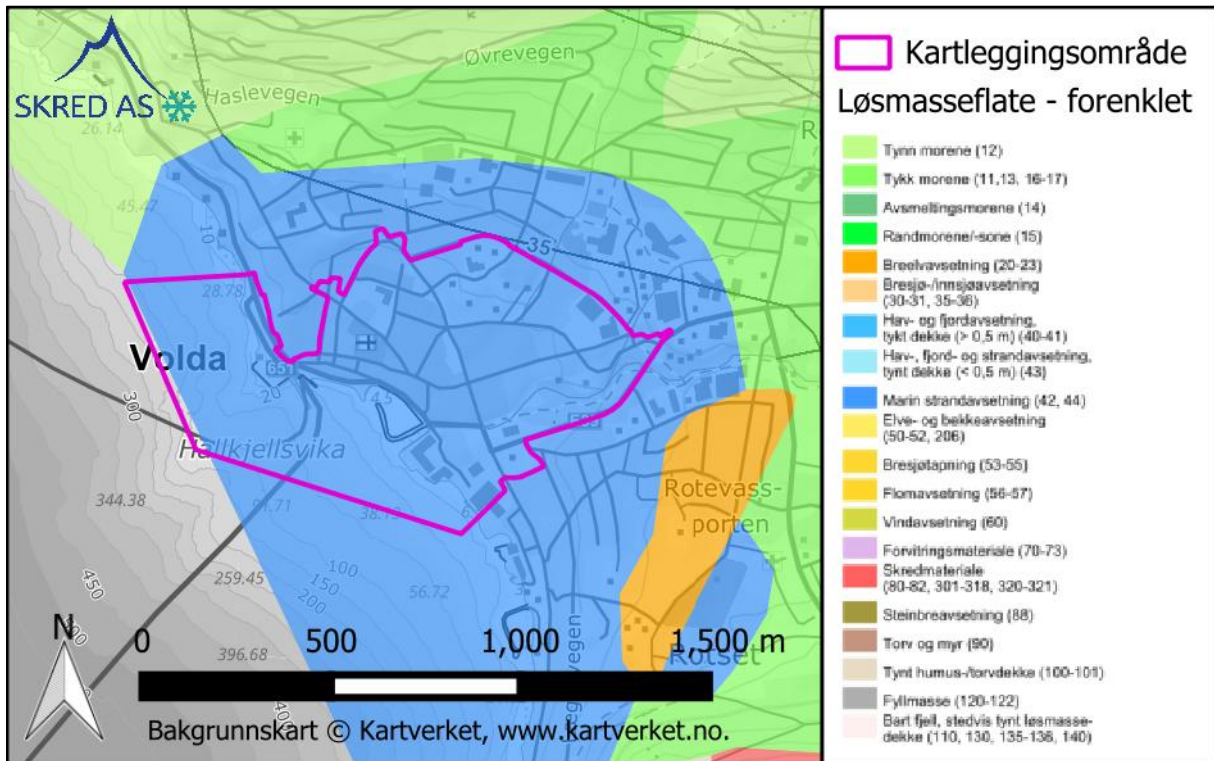 SKRED AS
Øvrevegen
Haslevegen
26.14
45.47
10
35
26.78
Volda
651
20
4.5
300
Halkjellsvika
344.38
38.13
6
Rotevass-
porten
100
150
200
259.45
56.72
450
396.68
400
Rotset
N
0 500 1,000 1,500 m
Bakgrunnskart © Kartverket, www.kartverket.no.
Kartleggingsområde
Løsmasseflate - forenklet
Tynn morene (12)
Tykk morene (11,13, 16-17)
Avsmeltingsmorene (14)
Randmorene/-sone (15)
Breelvavsetning (20-23)
Bresjø-/innsjøavsetning
(30-31, 35-36)
Hav- og fjordavsetning,
tykt dekke (> 0,5 m) (40-41)
Hav-, fjord- og strandavsetning,
tynt dekke (< 0,5 m) (43)
Marin strandavsetning (42, 44)
Elve- og bekkeavsetning
(50-52, 206)
Bresjøtapning (53-55)
Flomavsetning (56-57)
Vindavsetning (60)
Forvitringsmateriale (70-73)
Skredmateriale
(80-82, 301-318, 320-321)
Steinbreavsetning (88)
Torv og myr (90)
Tynt humus-/torvdekke (100-101)
Fyllmasse (120-122)
Bart fjell, stedvis tynt løsmasse-
dekke (110, 130, 135-136, 140)